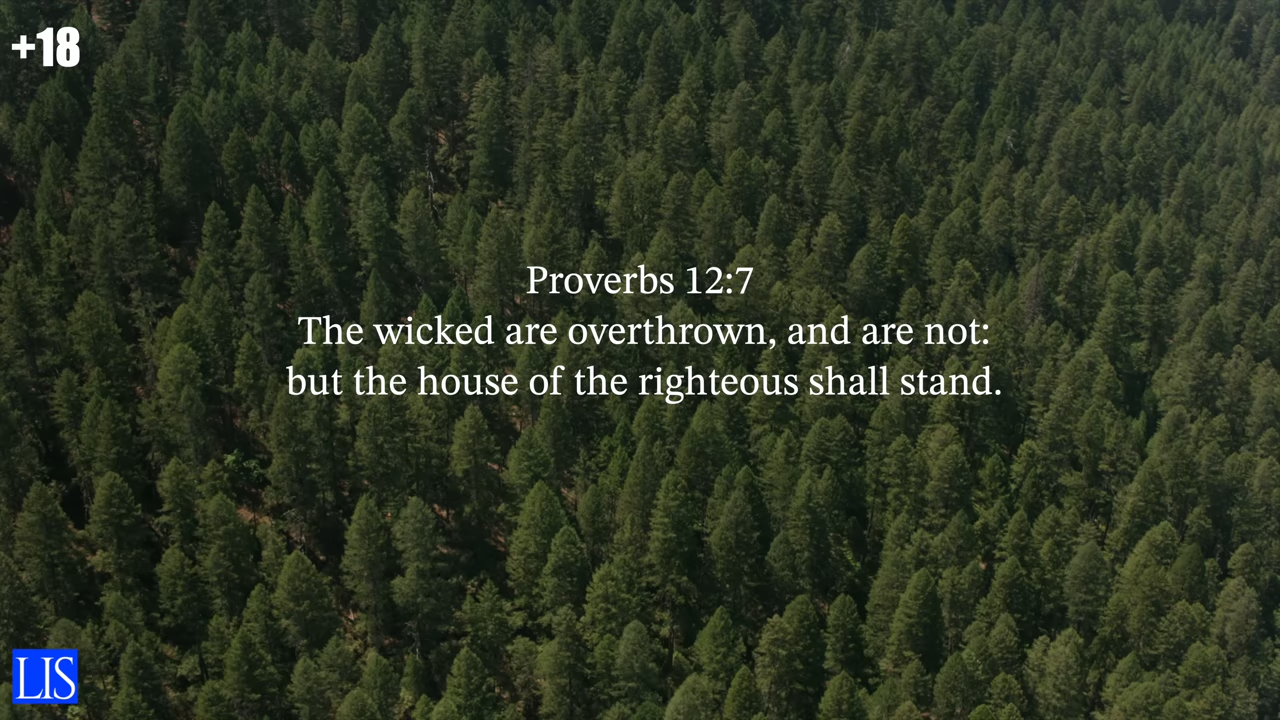 +18
Proverbs 12:7
The wicked are overthrown, and are not:
but the house of the righteous shall stand.
LIS